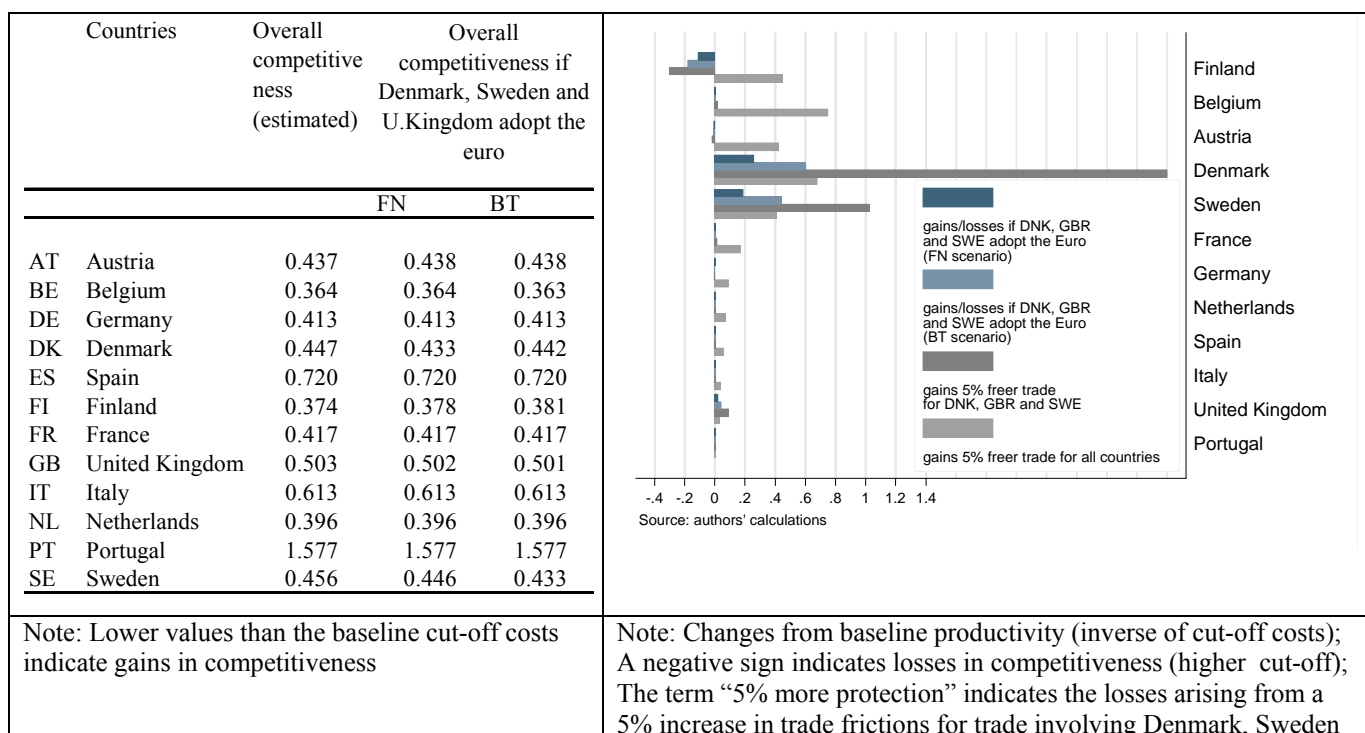 Countries Overall competitive ness (estimated) Overall competitiveness if Denmark, Sweden and U.Kingdom adopt the euro
FN BT
AT Austria 0.437 0.438 0.438
BE Belgium 0.364 0.364 0.363
DE Germany 0.413 0.413 0.413
DK Denmark 0.447 0.433 0.442
ES Spain 0.720 0.720 0.720
FI Finland 0.374 0.378 0.381
FR France 0.417 0.417 0.417
GB United Kingdom 0.503 0.502 0.501
IT Italy 0.613 0.613 0.613
NL Netherlands 0.396 0.396 0.396
PT Portugal 1.577 1.577 1.577
SE Sweden 0.456 0.446 0.433
Finland
Belgium
Austria
Denmark
Sweden
France
Germany
Netherlands
Spain
Italy
United Kingdom
Portugal
gains/losses if DNK, GBR
and SWE adopt the Euro
(FN scenario)
gains/losses if DNK, GBR
and SWE adopt the Euro
(BT scenario)
gains 5% freer trade
for DNK, GBR and SWE
gains 5% freer trade for all countries
-.4 -.2 0 .2 .4 .6 .8 1 1.2 1.4
Source: authors' calculations
Note: Lower values than the baseline cut-off costs
indicate gains in competitiveness
Note: Changes from baseline productivity (inverse of cut-off costs);
A negative sign indicates losses in competitiveness (higher cut-off);
The term “5% more protection” indicates the losses arising from a
5% increase in trade frictions for trade involving Denmark, Sweden